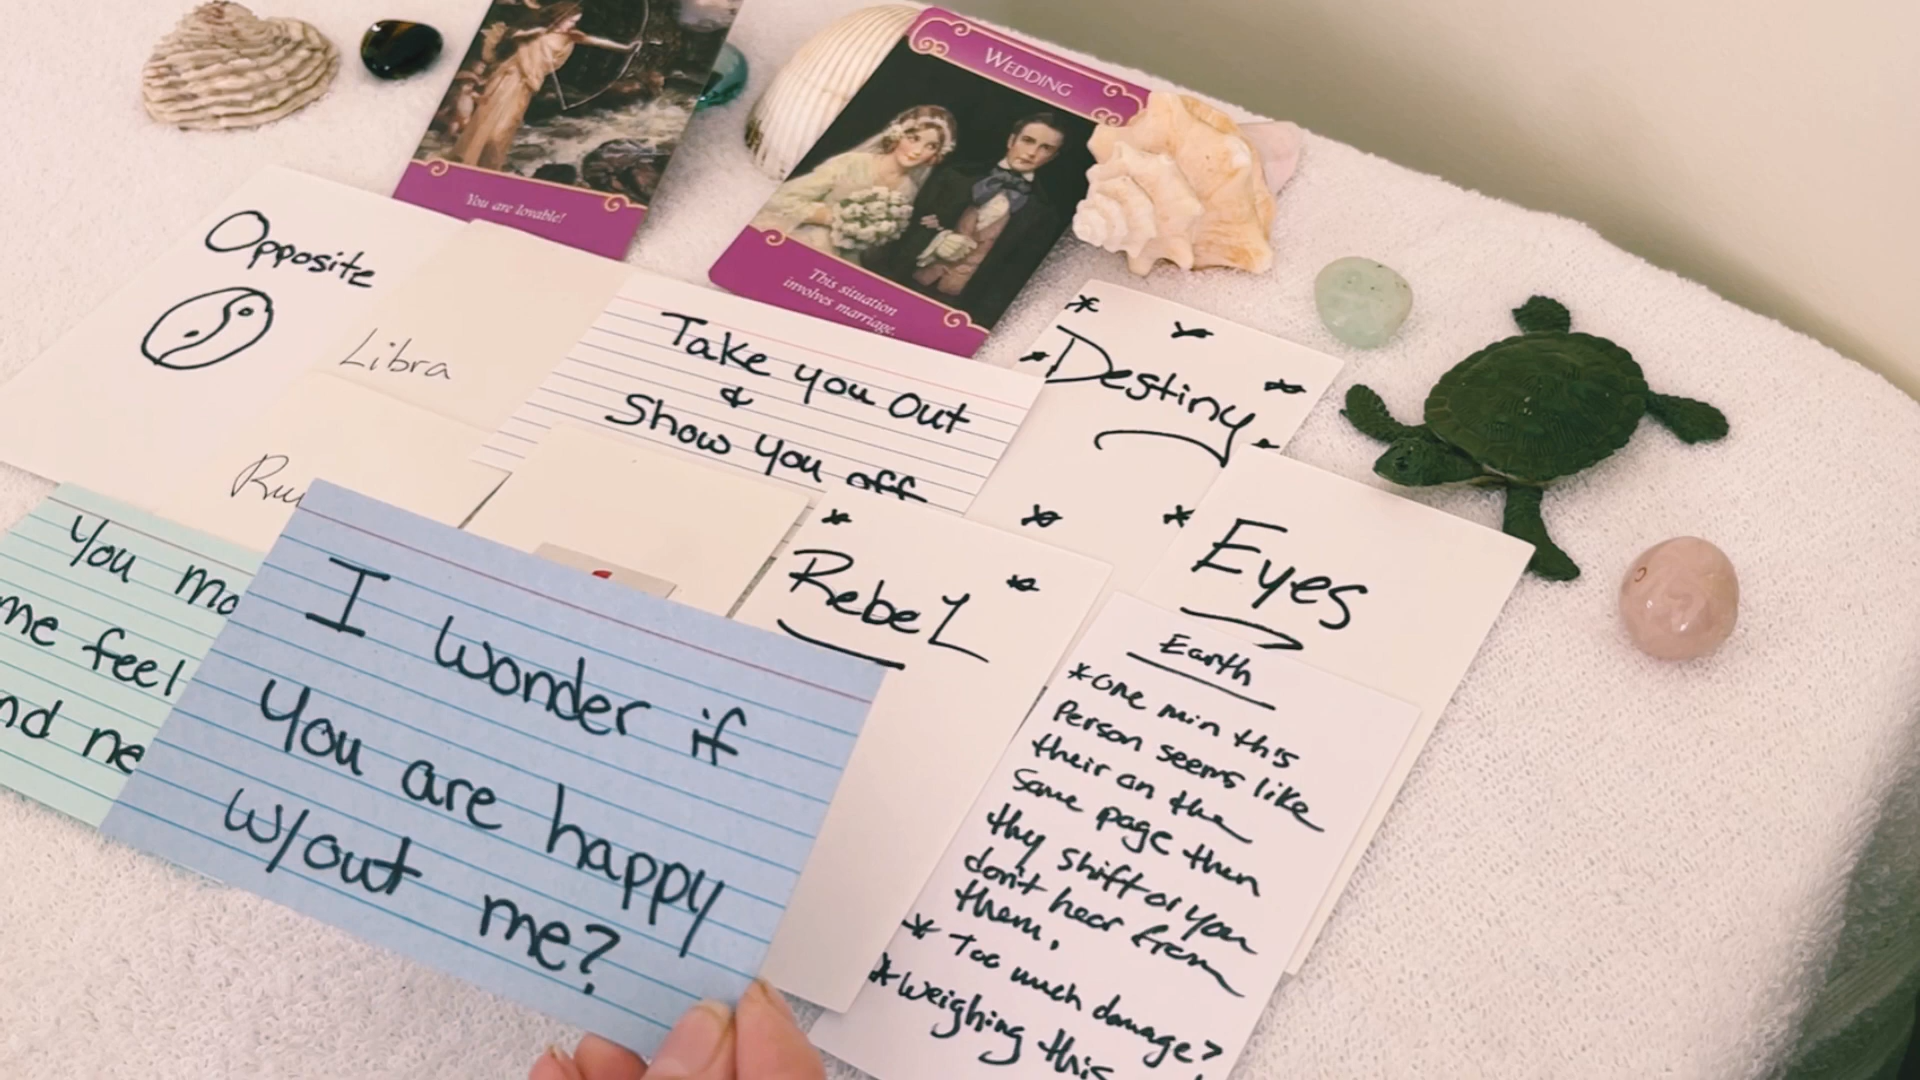 You are lovable!
WEDDING
This situation
involves marriage.
Opposite
Libra
Take you out
&
Show you off
Destiny
Rebel
Eyes
Earth
*one min this
Person seems like
their on the
same page then
thy shift or you
don't hear from
them.
* Too much damage?
*weighing this
You
me feel
I wonder if
you are happy
w/out me?